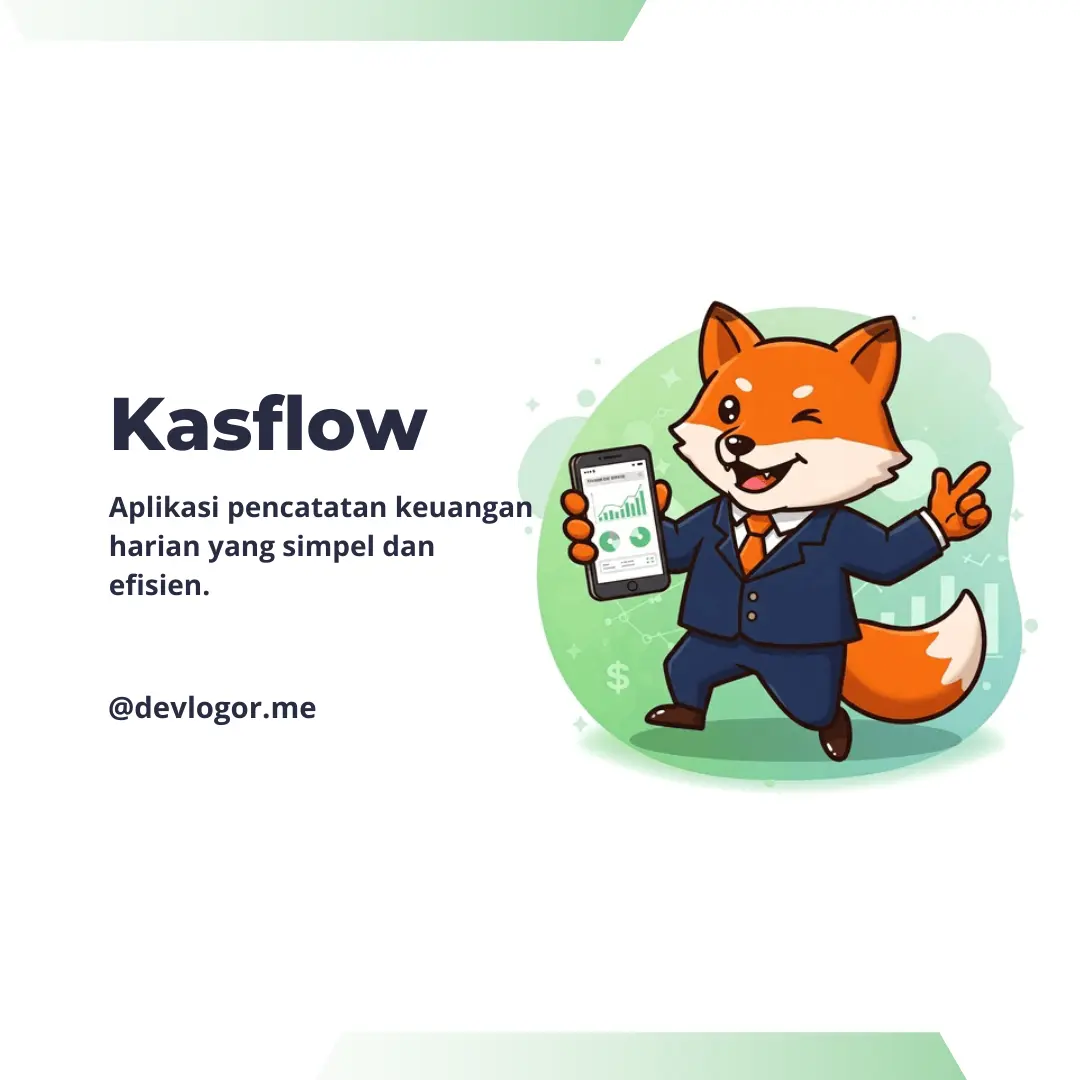 Kasflow
Aplikasi pencatatan keuangan
harian yang simpel dan
efisien.
@devlogor.me
$